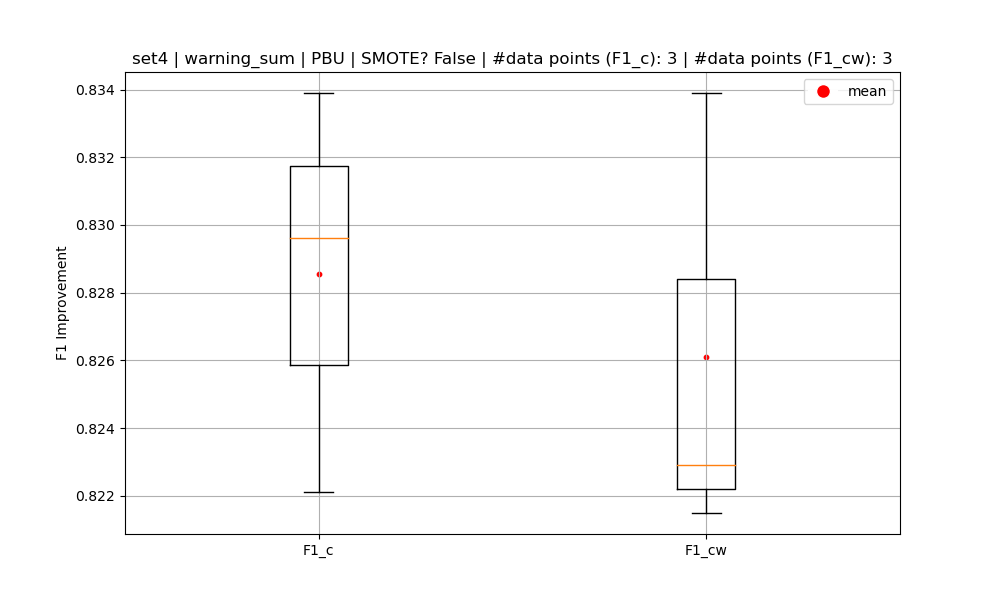 set4 | warning_sum | PBU | SMOTE? False | #data points (F1_c): 3 | #data points (F1_cw): 3
mean
0.834
0.832
0.830
0.828
0.826
0.824
0.822
F1 Improvement
F1_c
F1_cw